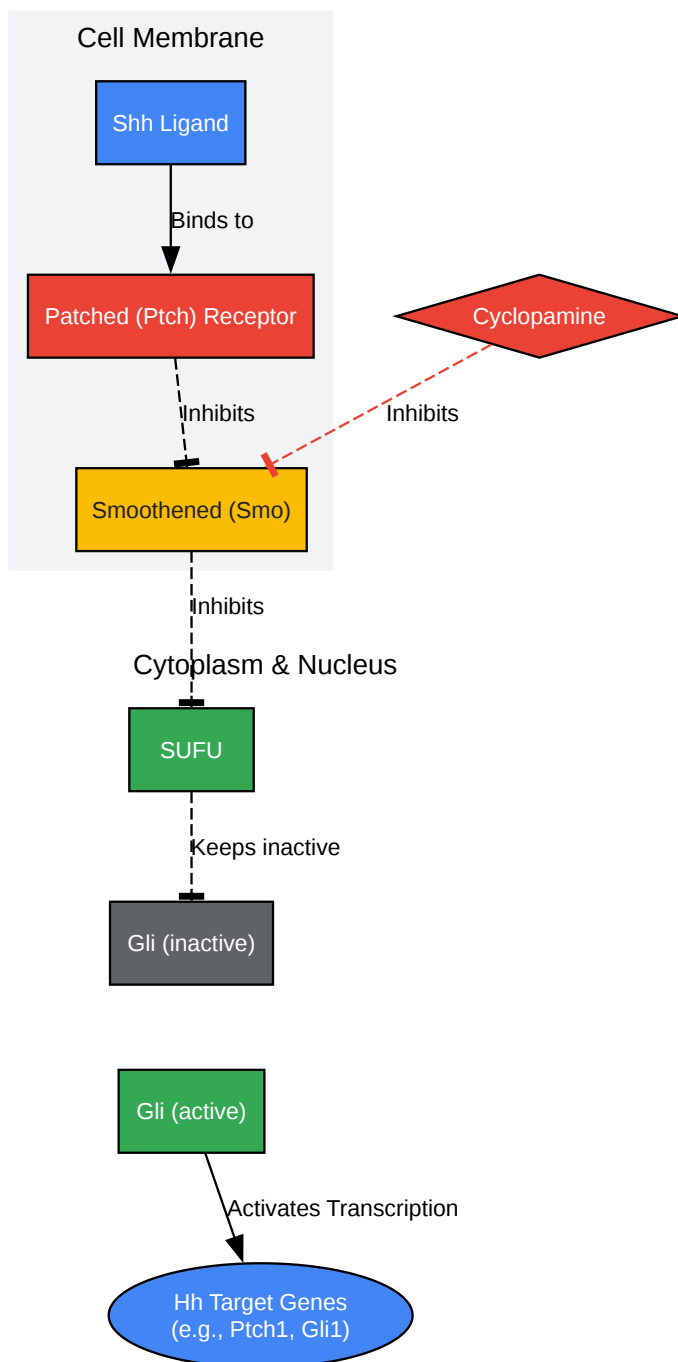 Cell Membrane
Shh Ligand
Binds to
Patched (Ptch) Receptor
Cyclopamine
Inhibits
Inhibits
Smoothened (Smo)
Inhibits
Cytoplasm & Nucleus
SUFU
Keeps inactive
Gli (inactive)
Gli (active)
Activates Transcription
Hh Target Genes
(e.g., Ptch1, Gli1)